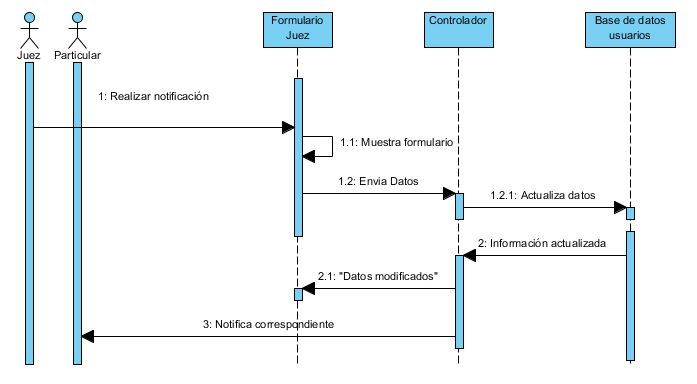 Juez
Particular
Formulario
Juez
Controlador
Base de datos
usuarios
1: Realizar notificación
1.1: Muestra formulario
1.2: Envia Datos
1.2.1: Actualiza datos
2: Información actualizada
2.1: "Datos modificados"
3: Notifica correspondiente